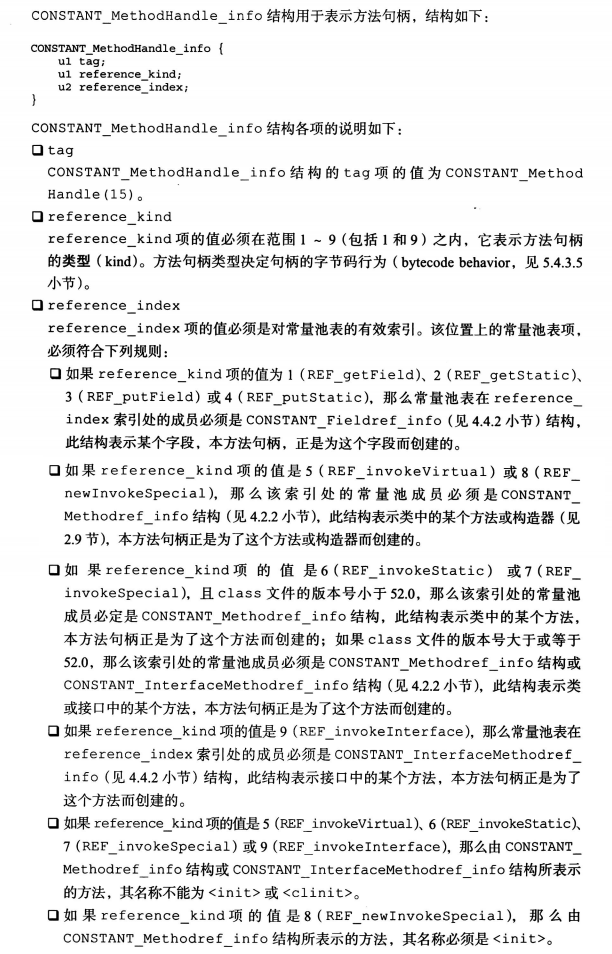 CONSTANT_MethodHandle_info 结构用于表示方法句柄，结构如下：
CONSTANT_MethodHandle_info {
u1 tag;
u1 reference_kind;
u2 reference_index;
}
CONSTANT_MethodHandle_info 结构各项的说明如下：
❑ tag
CONSTANT_MethodHandle_info 结构的 tag 项的值为 CONSTANT_Method
Handle(15)。
❑ reference_kind
reference_kind 项的值必须在范围 1 ~ 9（包括 1 和 9）之内，它表示方法句柄
的类型（kind）。方法句柄类型决定句柄的字节码行为（bytecode behavior，见 5.4.3.5
小节）。
❑ reference_index
reference_index 项的值必须是对常量池表的有效索引。该位置上的常量池表项，
必须符合下列规则：
❑ 如果 reference_kind 项的值为 1（REF_getField）、2（REF_getStatic）、
3（REF_putField）或 4（REF_putStatic），那么常量池表在 reference_
index 索引处的成员必须是 CONSTANT_Fieldref_info（见 4.4.2 小节）结构，
此结构表示某个字段，本方法句柄，正是为这个字段而创建的。
❑ 如果 reference_kind 项的值是 5（REF_invokeVirtual）或 8（REF_
newInvokeSpecial），那么该索引处的常量池成员必须是 CONSTANT_
Methodref_info 结构（见 4.2.2 小节），此结构表示类中的某个方法或构造器（见
2.9 节），本方法句柄正是为了这个方法或构造器而创建的。
❑ 如果 reference_kind 项的值是 6（REF_invokeStatic）或 7（REF_
invokeSpecial），且 class 文件的版本号小于 52.0，那么该索引处的常量池
成员必定是 CONSTANT_Methodref_info 结构，此结构表示类中的某个方法，
本方法句柄正是为了这个方法而创建的；如果 class 文件的版本号大于或等于
52.0，那么该索引处的常量池成员必须是 CONSTANT_Methodref_info 结构或
CONSTANT_InterfaceMethodref_info 结构（见 4.2.2 小节），此结构表示类
或接口中的某个方法，本方法句柄正是为了这个方法而创建的。
❑ 如果 reference_kind 项的值是 9（REF_invokeInterface），那么常量池表在
reference_index 索引处的成员必须是 CONSTANT_InterfaceMethodref_
info（见 4.4.2 小节）结构，此结构表示接口中的某个方法，本方法句柄正是为了
这个方法而创建的。
❑ 如果 reference_kind 项的值是 5（REF_invokeVirtual）、6（REF_invokeStatic）、
7（REF_invokeSpecial）或 9（REF_invokeInterface），那么由 CONSTANT_
Methodref_info 结构或 CONSTANT_InterfaceMethodref_info 结构所表示
的方法，其名称不能为 <init> 或 <clinit>。
❑ 如果 reference_kind 项的值是 8（REF_newInvokeSpecial），那么由
CONSTANT_Methodref_info 结构所表示的方法，其名称必须是 <init>。